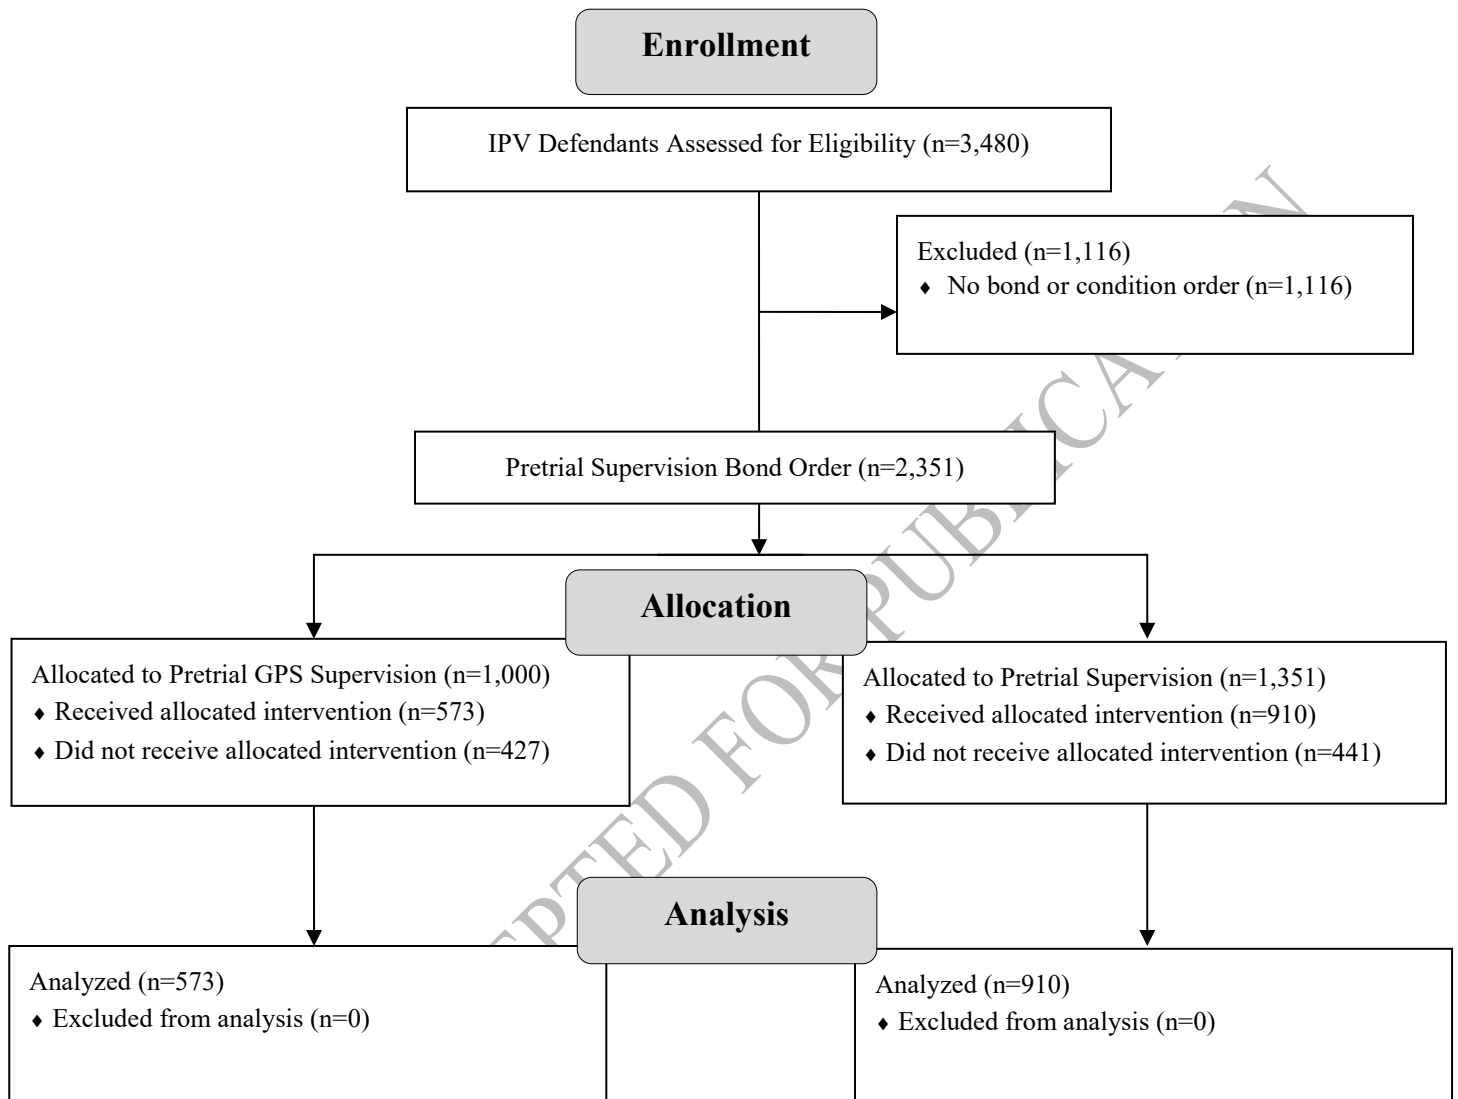 Enrollment
IPV Defendants Assessed for Eligibility (n=3,480)
Excluded (n=1,116)
♦ No bond or condition order (n=1,116)
Pretrial Supervision Bond Order (n=2,351)
Allocation
Allocated to Pretrial GPS Supervision (n=1,000)
♦ Received allocated intervention (n=573)
♦ Did not receive allocated intervention (n=427)
Allocated to Pretrial Supervision (n=1,351)
♦ Received allocated intervention (n=910)
♦ Did not receive allocated intervention (n=441)
Analysis
Analyzed (n=573)
♦ Excluded from analysis (n=0)
Analyzed (n=910)
♦ Excluded from analysis (n=0)
FOR